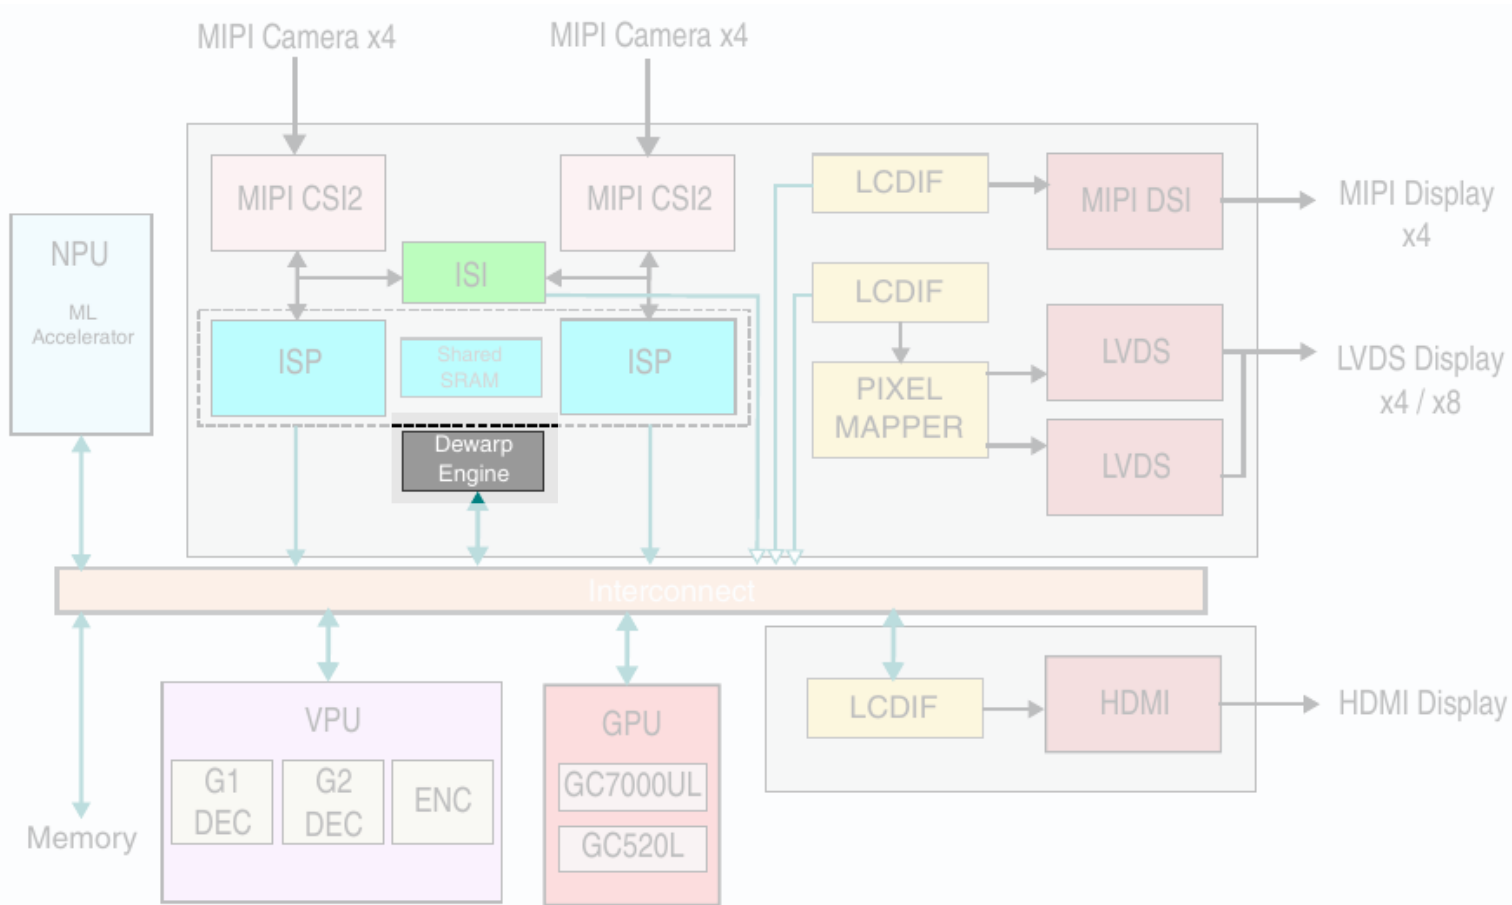 MIPI Camera x4
MIPI Camera x4
MIPI CSI2
MIPI CSI2
LCDIF
MIPI DSI
MIPI Display
x4
NPU
ML
Accelerator
ISI
LCDIF
ISP
Shared
SRAM
ISP
LVDS
LVDS Display
x4 / x8
PIXEL
MAPPER
LVDS
Dewarp
Engine
Interconnect
VPU
G1
DEC
G2
DEC
ENC
GPU
GC7000UL
GC520L
LCDIF
HDMI
HDMI Display
Memory